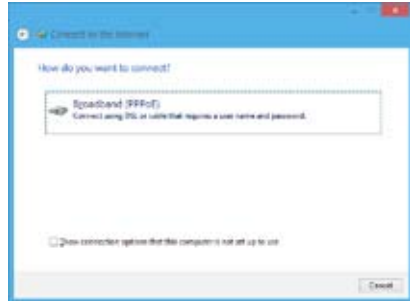 Connect to the Internet
How do you want to connect?
Broadband (PPPoE)
Connect using DSL or cable that requires a user name and password.
Show connection options that this computer is not set up to use
Cancel